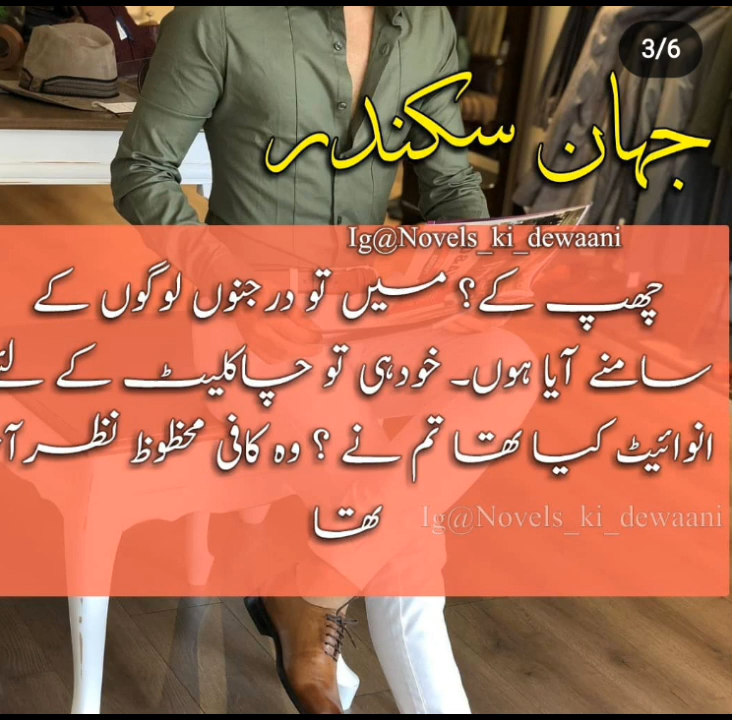 3/6
جہان سکندر
Ig@Novels_ki_dewaani
چھپ کے؟ میں تو درجنوں لوگوں کے
سامنے آیا ہوں۔ خود ہی تو چاکلیٹ کے
انوائیٹ کیا تھا تم نے ؟ وہ کافی محظوظ نظر
تھا
Ig@Novels_ki_dewaani